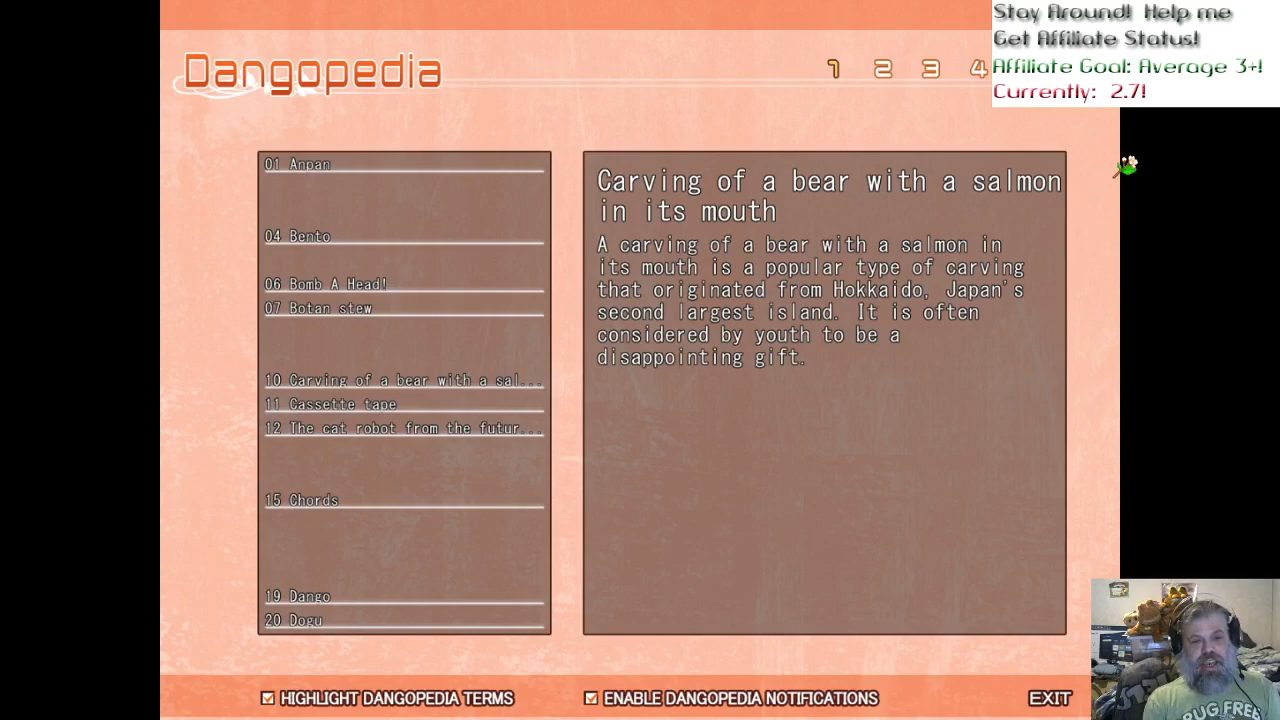 Stay Around! Help me
Get Affiliate Status!
Affiliate Goal: Average 3+!
Currently: 2.7!
Dangopedia
1 2 3 4
01 Anpan
04 Bento
06 Bomb A Head!
07 Botan stew
10 Carving of a bear with a sal...
11 Cassette tape
12 The cat robot from the futur...
15 Chords
19 Dango
20 Dogu
Carving of a bear with a salmon
in its mouth
A carving of a bear with a salmon in
its mouth is a popular type of carving
that originated from Hokkaido, Japan's
second largest island. It is often
considered by youth to be a
disappointing gift.
HIGHLIGHT DANGOPEDIA TERMS
ENABLE DANGOPEDIA NOTIFICATIONS
EXIT
UG FREE